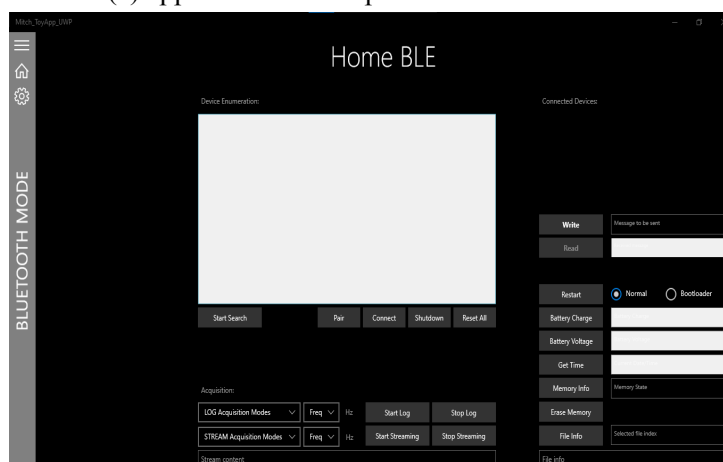 Mitch_ToyApp_UWP
Home BLE
BLUETOOTH MODE
Device Enumeration:
Start Search
Pair
Connect
Shutdown
Reset All
Acquisition:
LOG Acquisition Modes
Freq
Hz
Start Log
Stop Log
STREAM Acquisition Modes
Freq
Hz
Start Streaming
Stop Streaming
Stream content
Connected Devices:
Write
Message to be sent
Read
Restart
Normal
Bootloader
Battery Charge
Battery Voltage
Get Time
Memory Info
Memory State
Erase Memory
File Info
Selected file index
File info